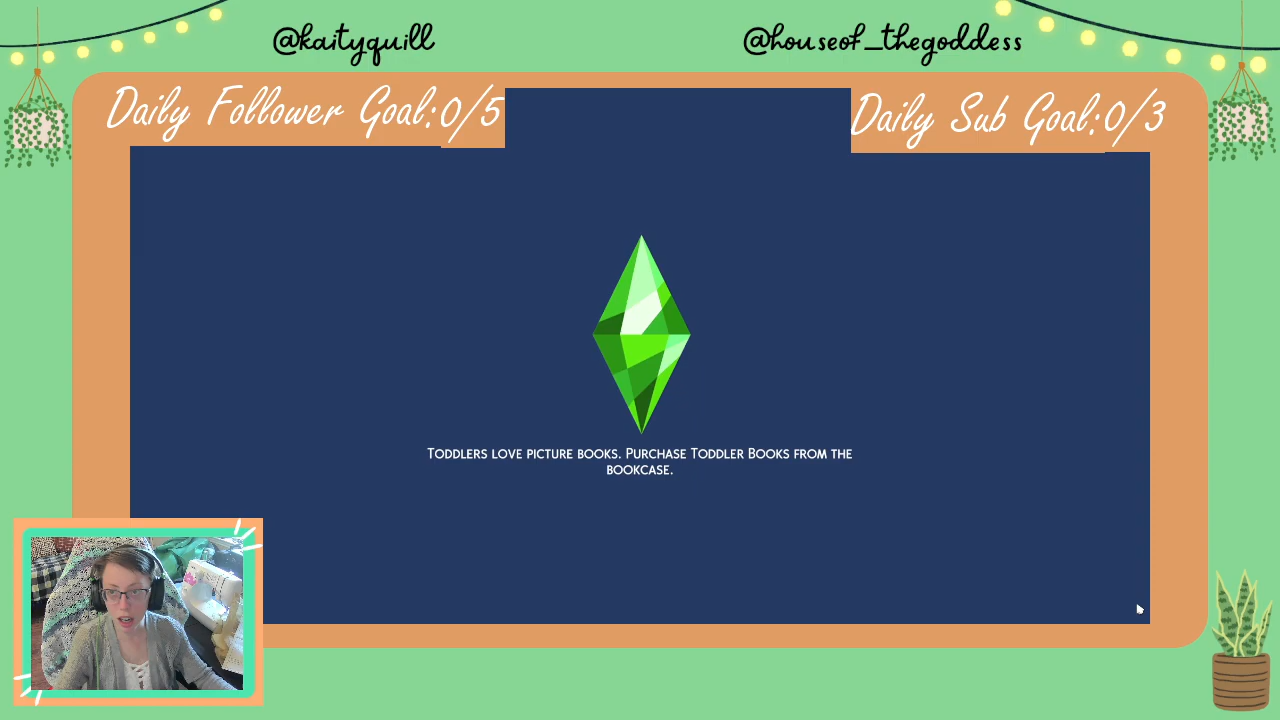 @kaityquill
@houseof_thegoddess
Daily Follower Goal:0/5
Daily Sub Goal:0/3
TODDLERS LOVE PICTURE BOOKS. PURCHASE TODDLER BOOKS FROM THE
BOOKCASE.